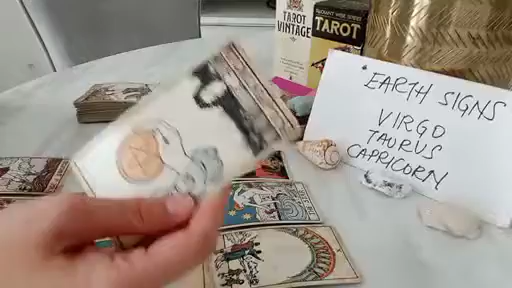 TAROT
VINTAGE
TAROT
EARTH SIGNS
VIRGO
TAURUS
CAPRICORN